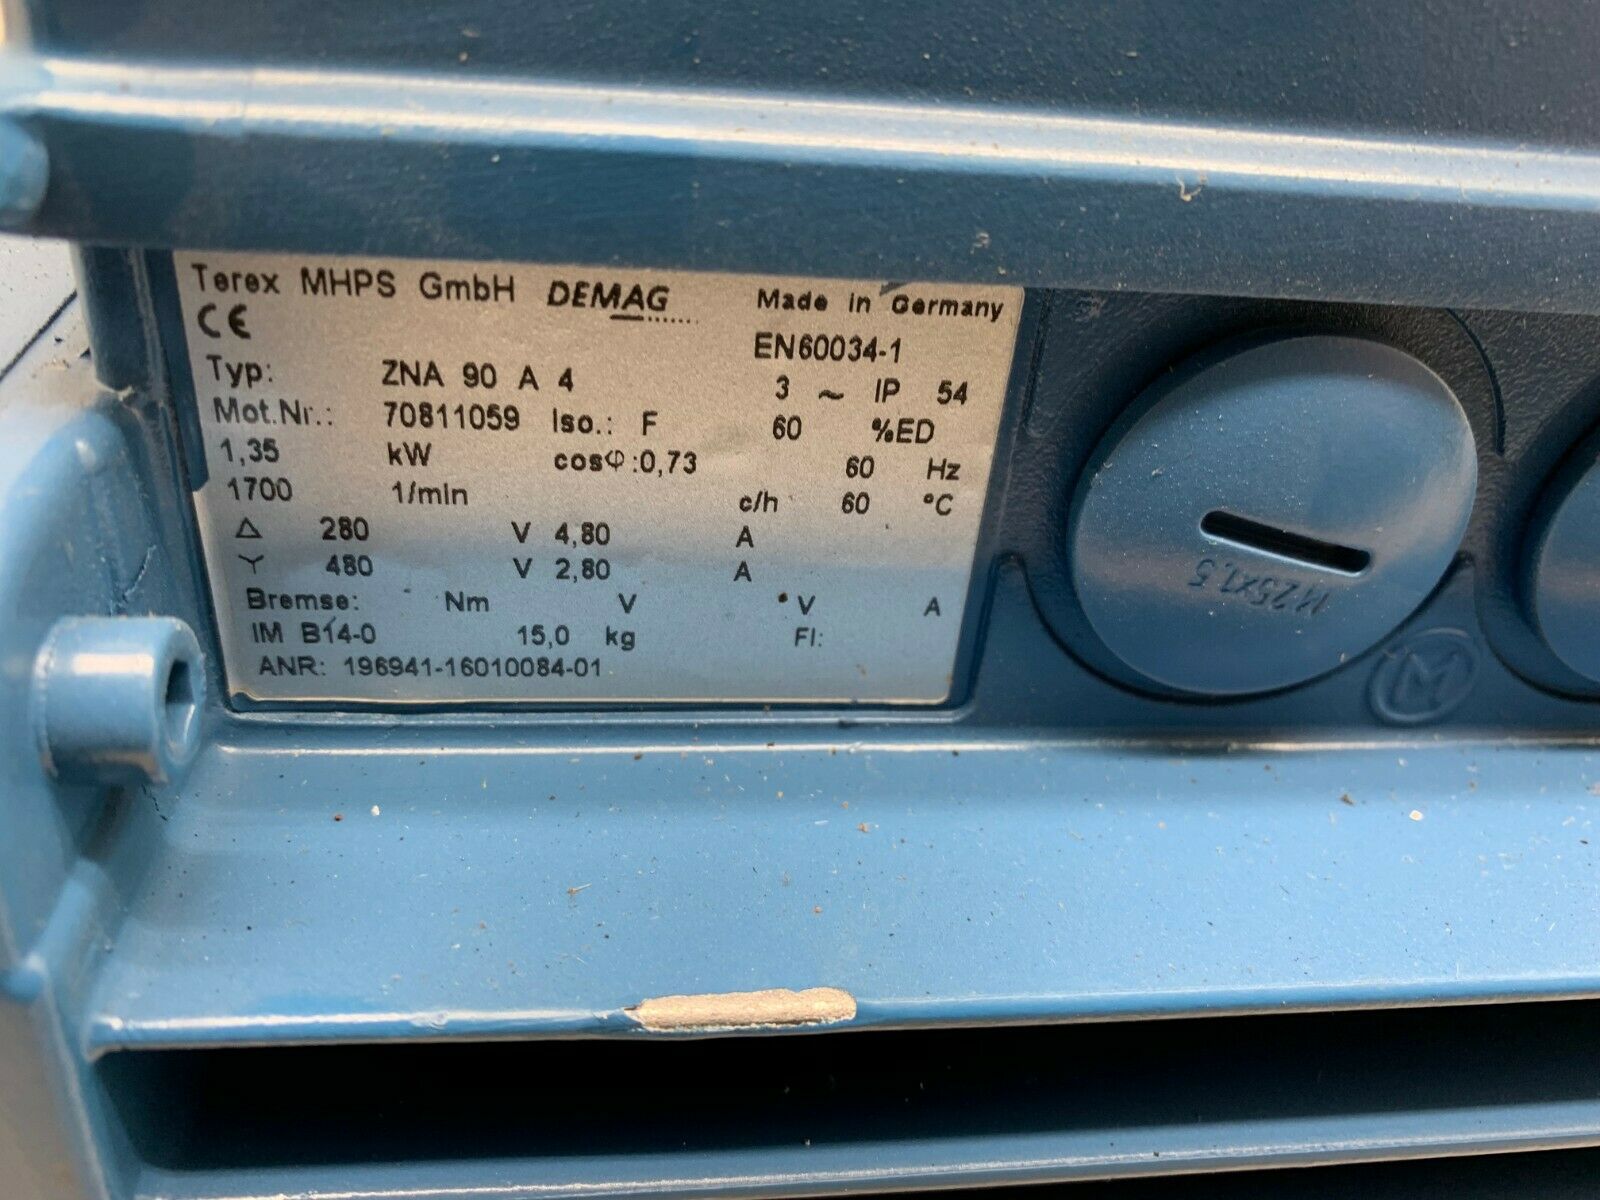 Terex MHPS GmbH DEMAG Made in Germany
CE EN60034-1
Typ: ZNA 90 A 4 3 ~ IP 54
Mot.Nr.: 70811059 Iso.: F 60 %ED
1,35 kW cosφ:0,73 60 Hz
1700 1/min c/h 60 °C
△ 280 V 4,80 A
Y 480 V 2,80 A
Bremse: Nm V V A
IM B14-0 15,0 kg Fl:
ANR: 196941-16010084-01
M25x1,5
M